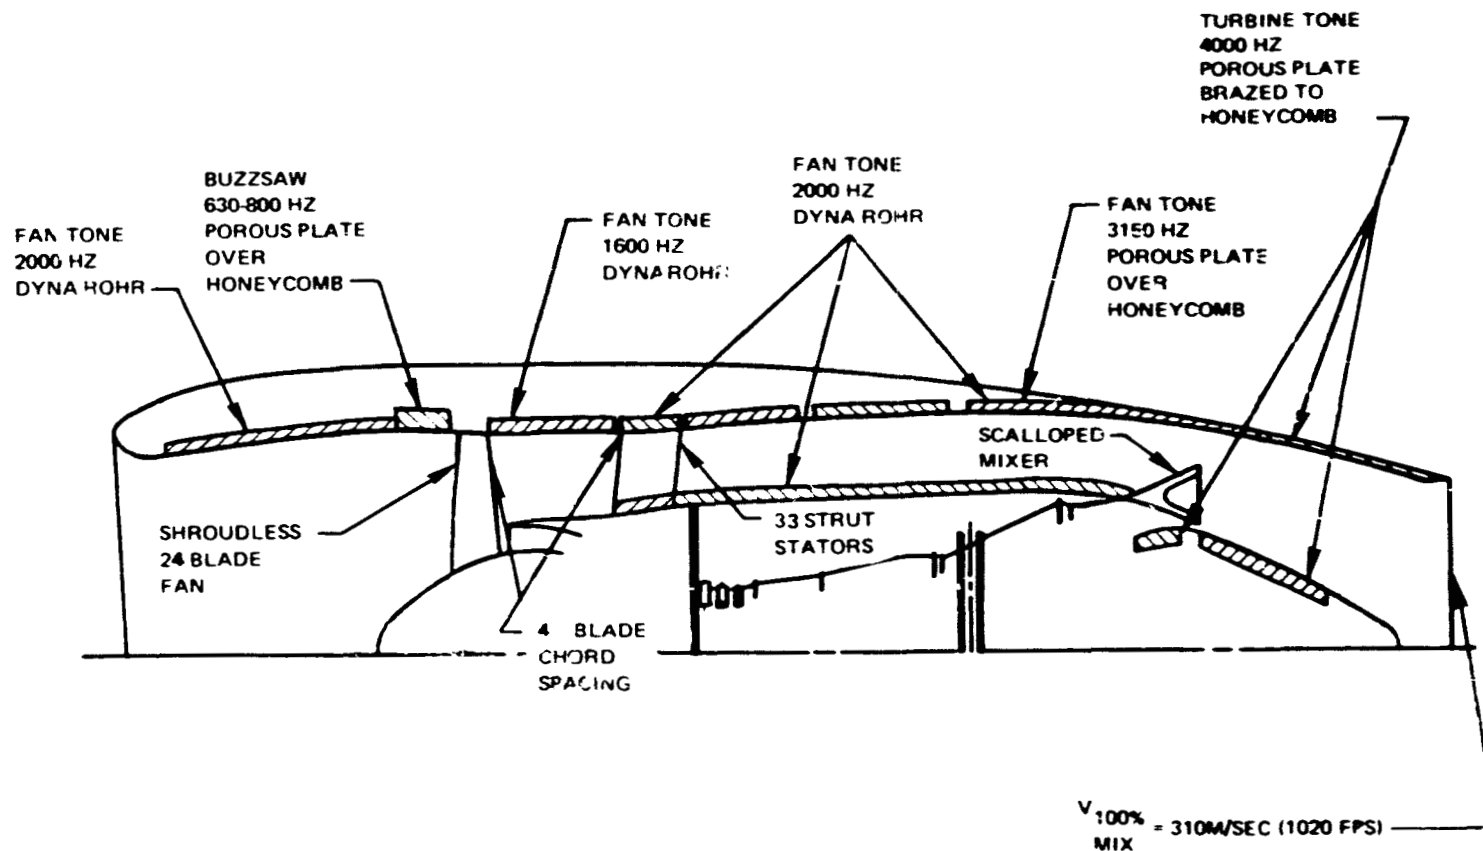 TURBINE TONE
4000 HZ
POROUS PLATE
BRAZED TO
HONEYCOMB
FAN TONE
2000 HZ
DYNA ROHR
BUZZSAW
630-800 HZ
POROUS PLATE
OVER
HONEYCOMB
FAN TONE
1600 HZ
DYNAROHR
FAN TONE
2000 HZ
DYNA ROHR
FAN TONE
3150 HZ
POROUS PLATE
OVER
HONEYCOMB
SCALLOPED
MIXER
SHROUDLESS
24 BLADE
FAN
33 STRUT
STATORS
4 BLADE
CHORD
SPACING
V 100% MIX = 310M/SEC (1020 FPS)